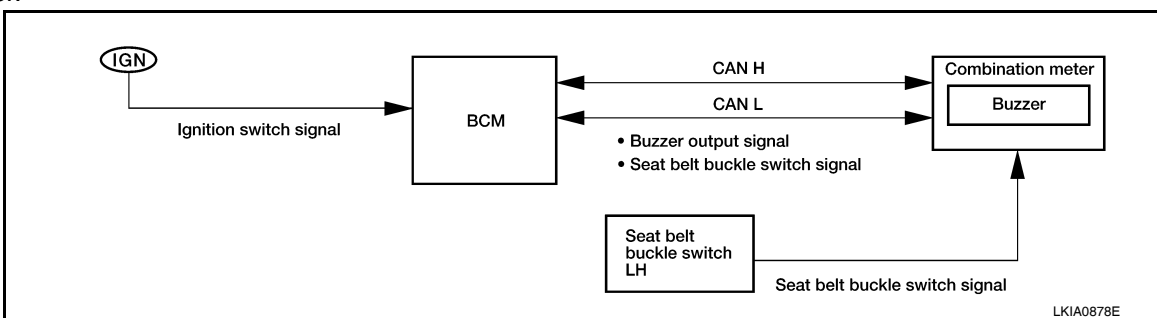 IGN
Ignition switch signal
BCM
CAN H
CAN L
• Buzzer output signal
• Seat belt buckle switch signal
Combination meter
Buzzer
Seat belt
buckle switch
LH
Seat belt buckle switch signal
LKIA0878E